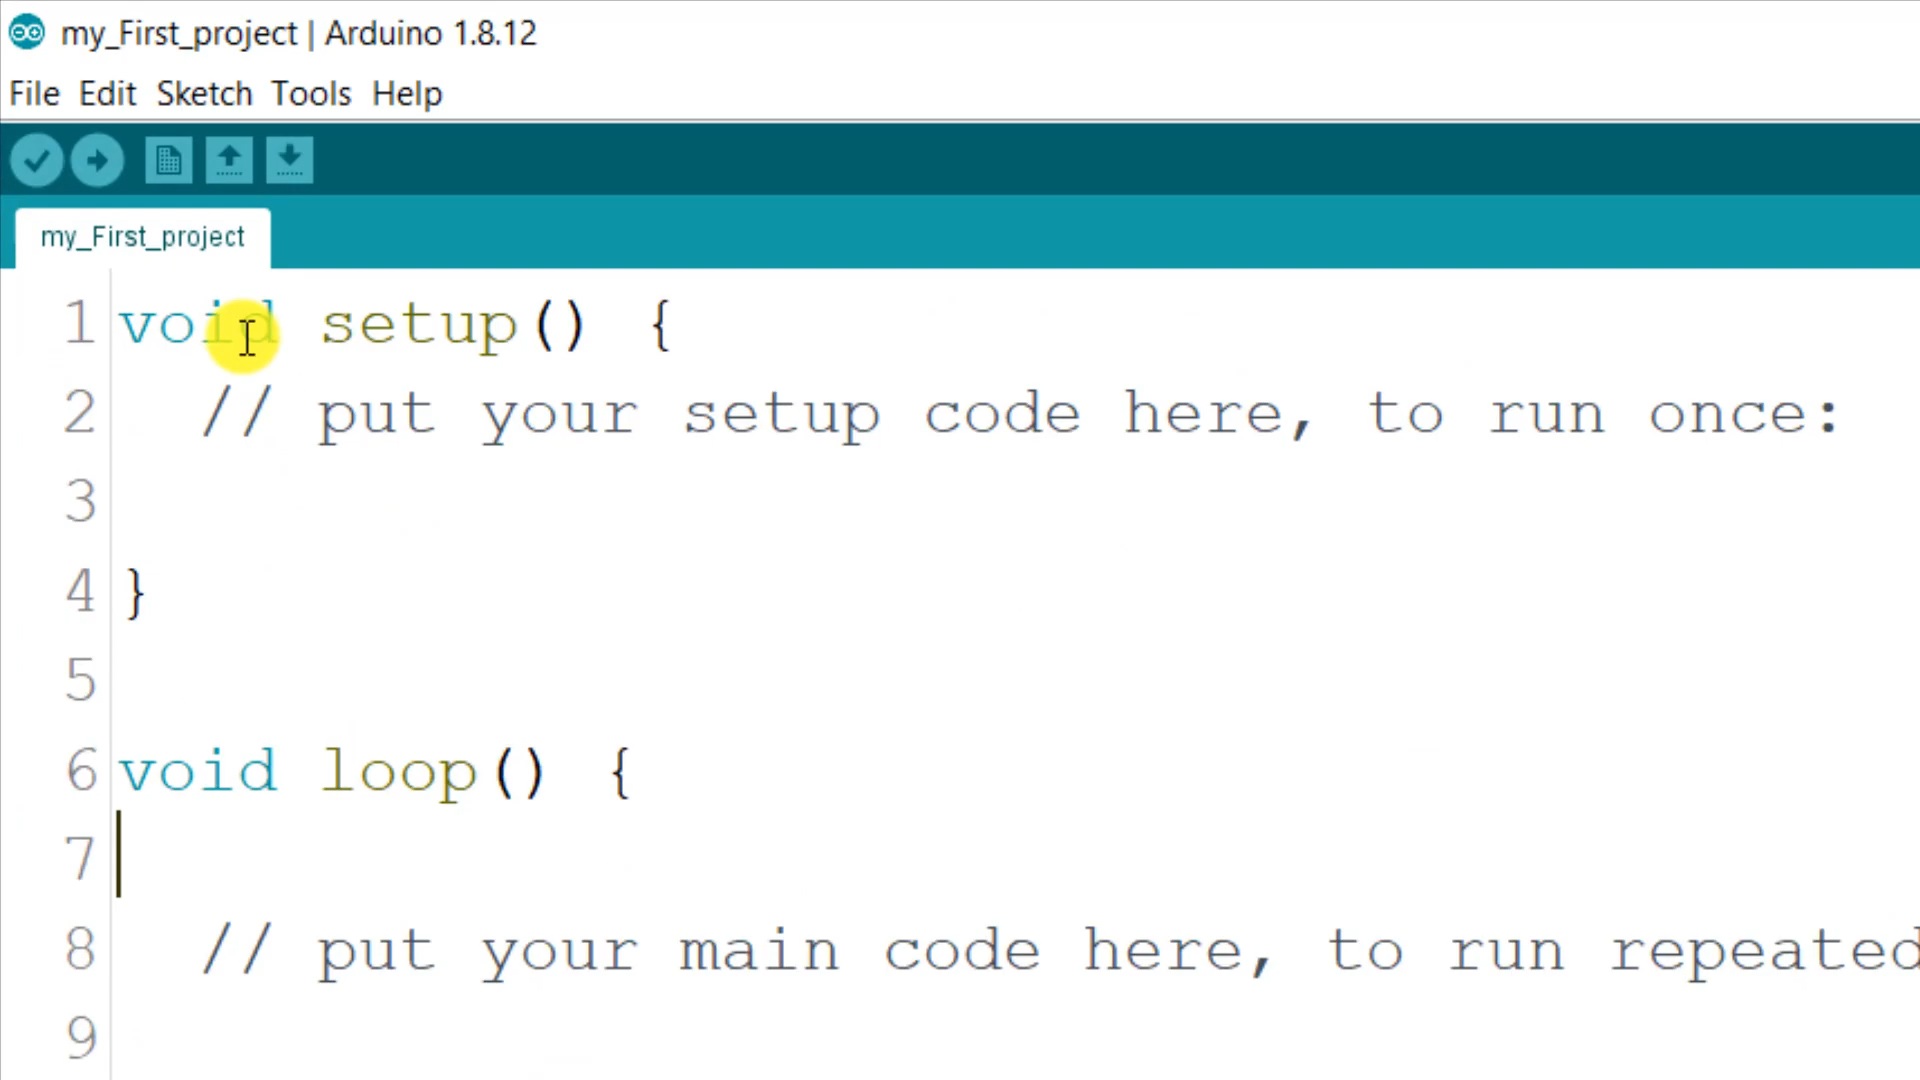 my_First_project | Arduino 1.8.12
File Edit Sketch Tools Help
my_First_project
1 void setup() {
2 // put your setup code here, to run once:
3
4 }
5
6 void loop() {
7
8 // put your main code here, to run repeated
9